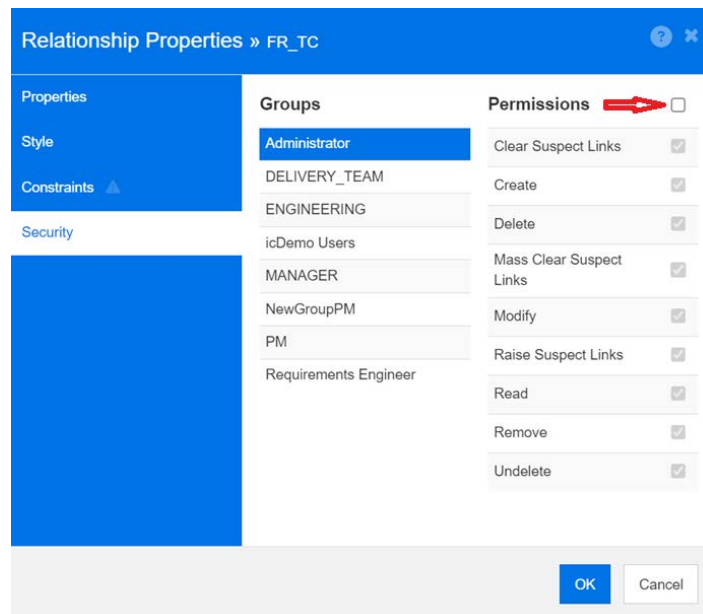 Relationship Properties » FR_TC
Properties
Style
Constraints
Security
Groups
Administrator
DELIVERY_TEAM
ENGINEERING
icDemo Users
MANAGER
NewGroupPM
PM
Requirements Engineer
Permissions
Clear Suspect Links
Create
Delete
Mass Clear Suspect
Links
Modify
Raise Suspect Links
Read
Remove
Undelete
OK
Cancel